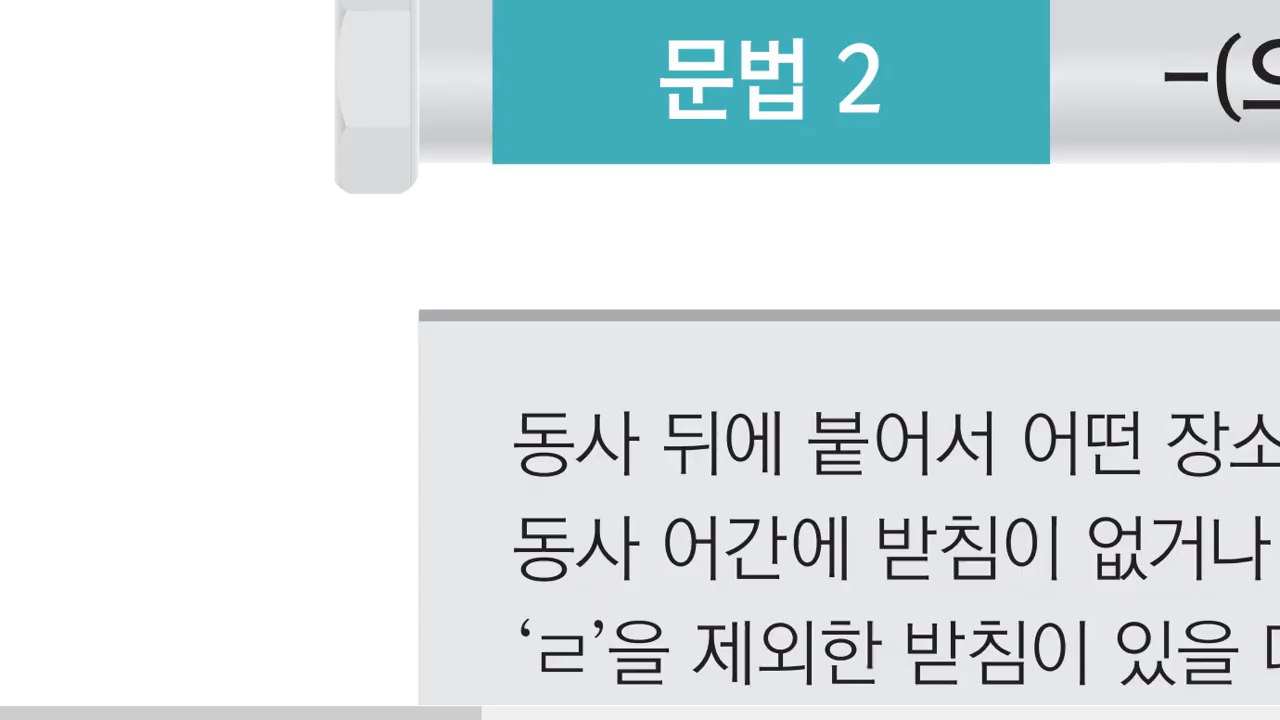 문법 2 -(으
동사 뒤에 붙어서 어떤 장소
동사 어간에 받침이 없거나
‘ㄹ’을 제외한 받침이 있을